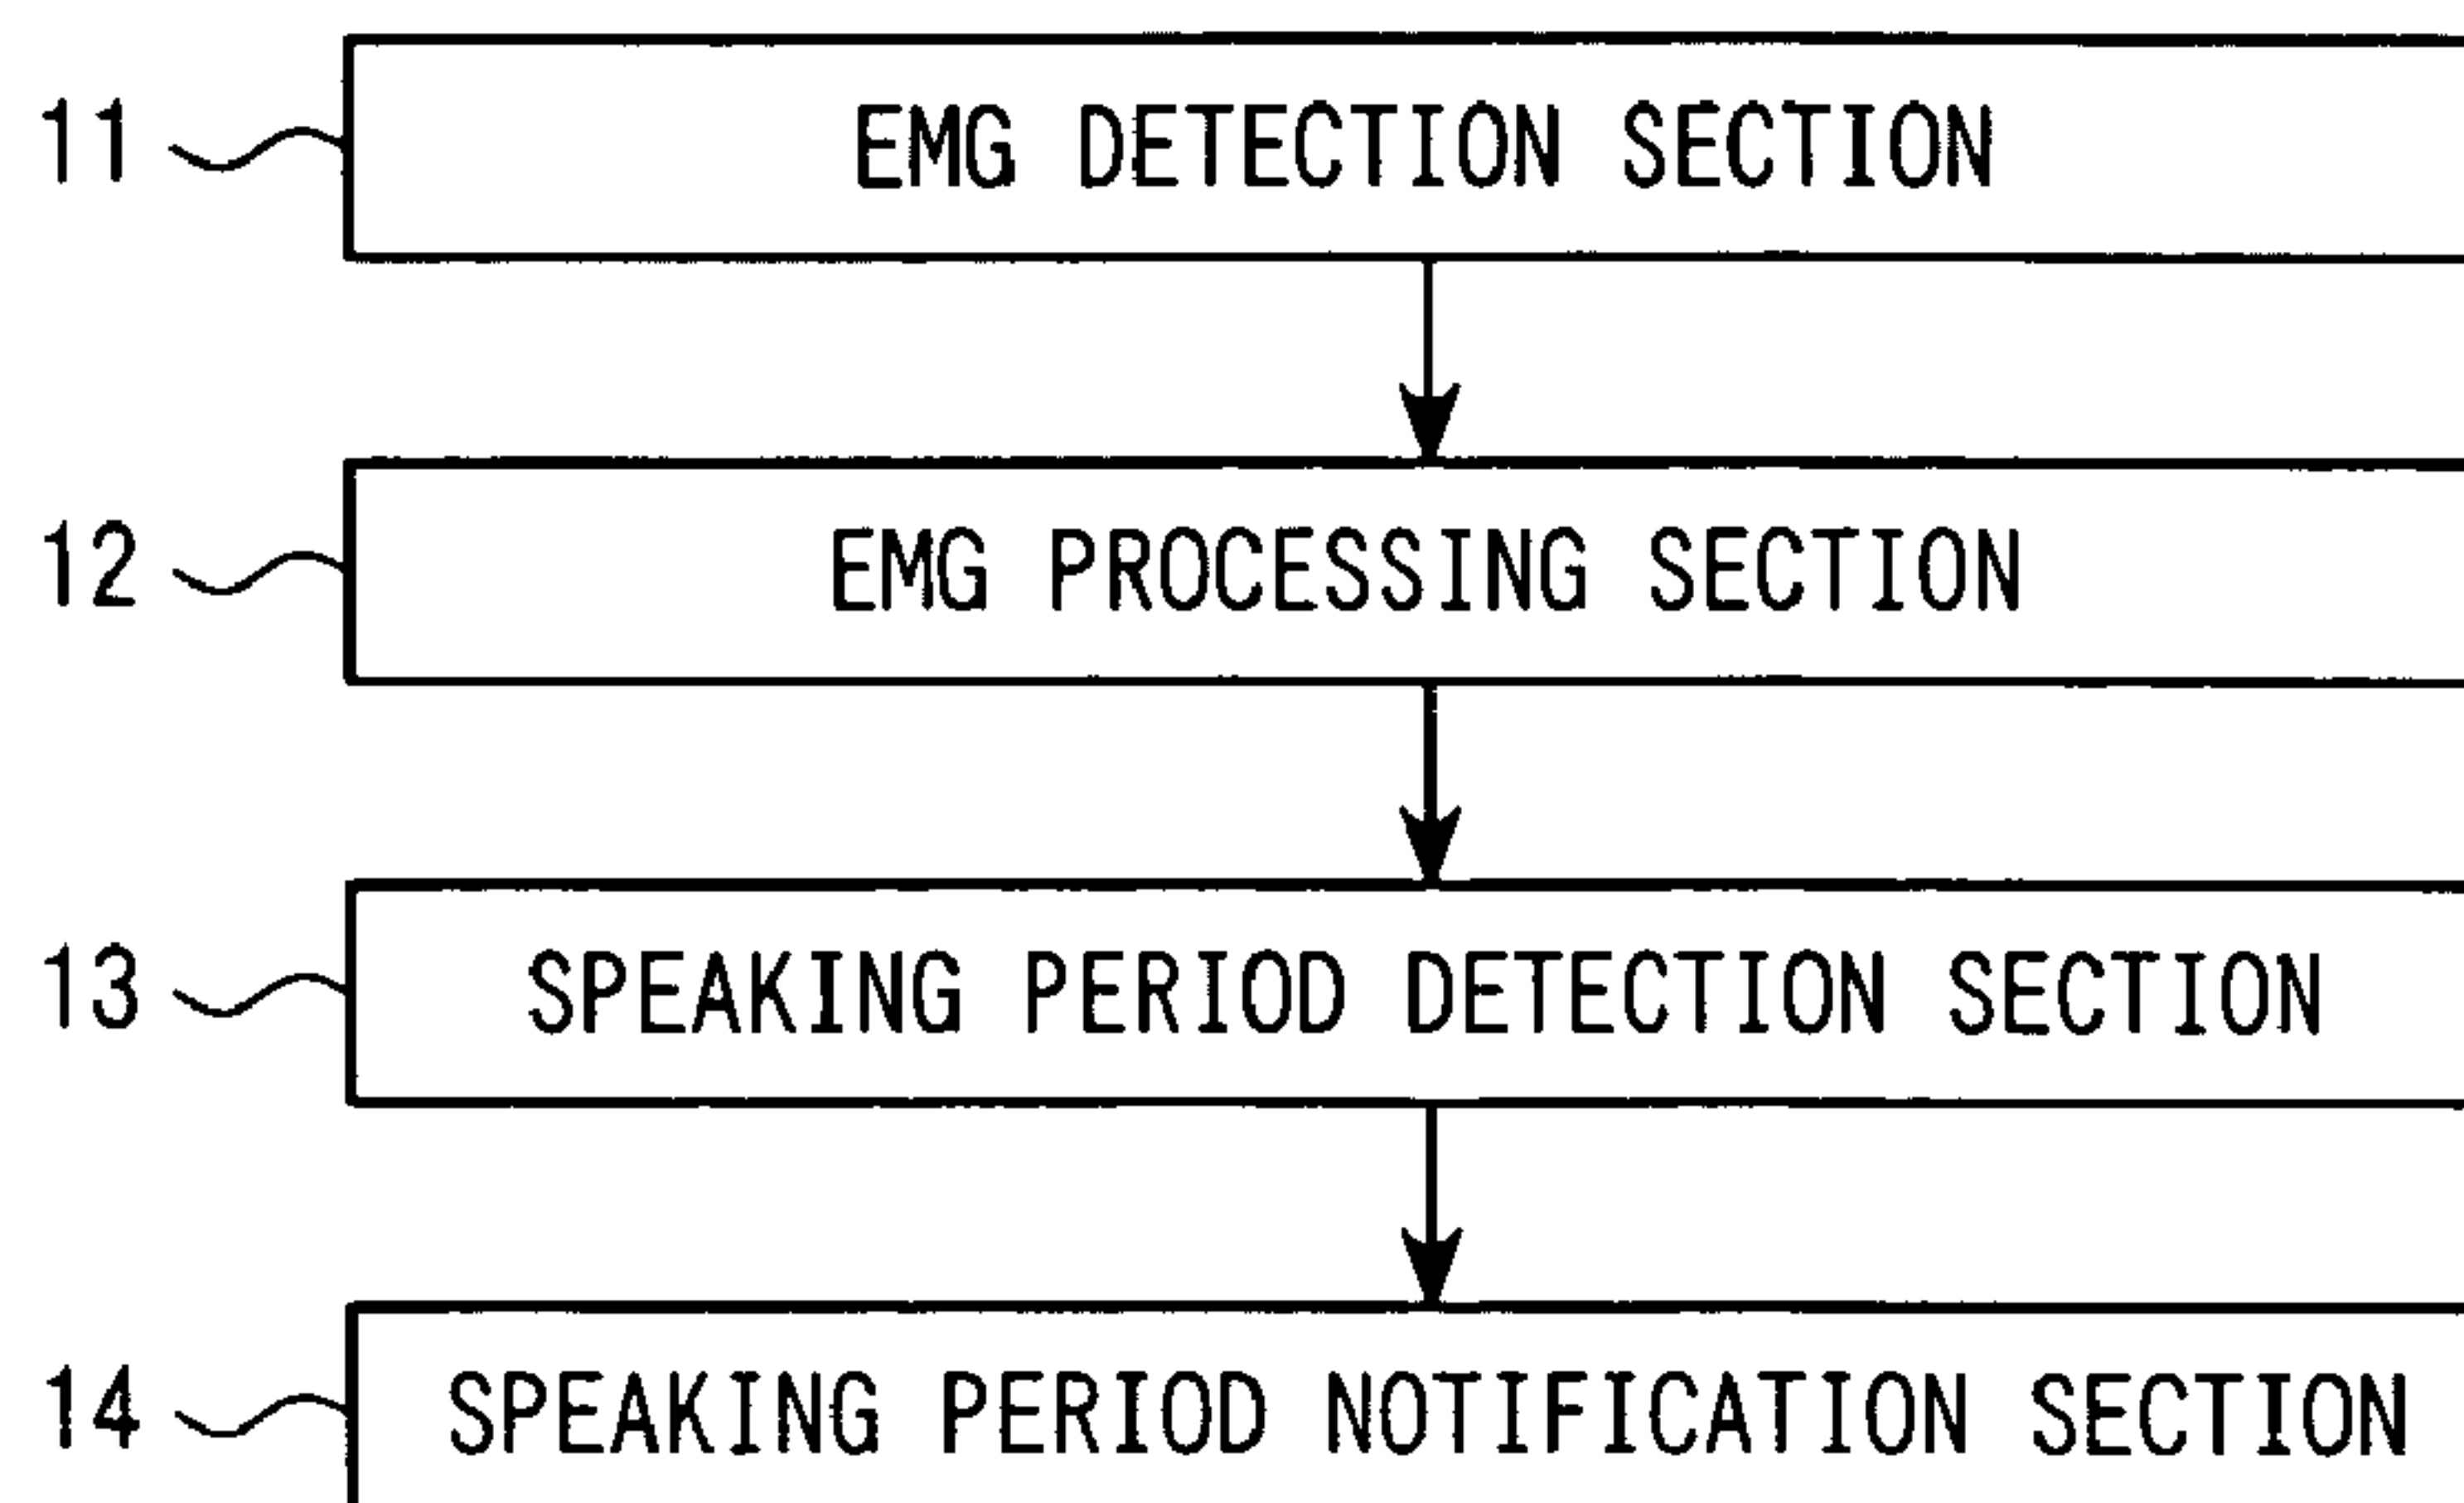 11 EMG DETECTION SECTION
12 EMG PROCESSING SECTION
13 SPEAKING PERIOD DETECTION SECTION
14 SPEAKING PERIOD NOTIFICATION SECTION